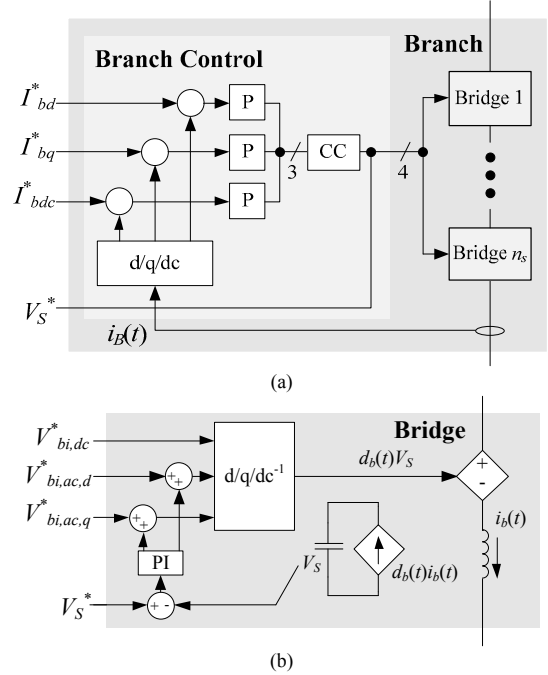 Branch Control
Branch
I*bd
P
Bridge 1
I*bq
P
CC
3
4
I*bdc
P
d/q/dc
Bridge ns
VS*
iB(t)
(a)
Bridge
V*bi,dc
V*bi,ac,d
++
d/q/dc-1
db(t)VS
+
-
V*bi,ac,q
++
ib(t)
PI
VS
db(t)ib(t)
VS*
+ -
(b)